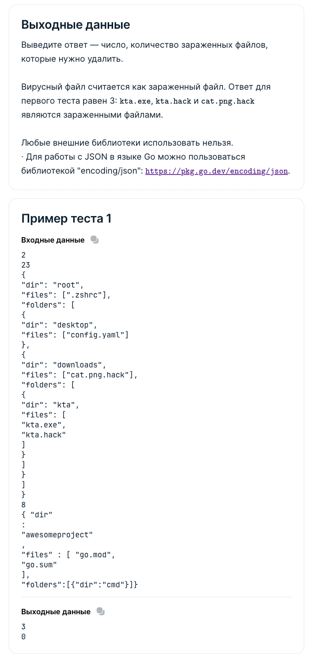 Выходные данные
Выведите ответ — число, количество зараженных файлов,
которые нужно удалить.
Вирусный файл считается как зараженный файл. Ответ для
первого теста равен 3: kta.exe, kta.hack и cat.png.hack
являются зараженными файлами.
Любые внешние библиотеки использовать нельзя.
· Для работы с JSON в языке Go можно пользоваться
библиотекой "encoding/json": https://pkg.go.dev/encoding/json.
Пример теста 1
Входные данные
2
23
{
"dir": "root",
"files": [".zshrc"],
"folders": [
{
"dir": "desktop",
"files": ["config.yaml"]
},
{
"dir": "downloads",
"files": ["cat.png.hack"],
"folders": [
{
"dir": "kta",
"files": [
"kta.exe",
"kta.hack"
]
}
]
}
]
}
8
{ "dir"
:
"awesomeproject"
,
"files" : [ "go.mod",
"go.sum"
],
"folders":[{"dir":"cmd"}]}
Выходные данные
3
0